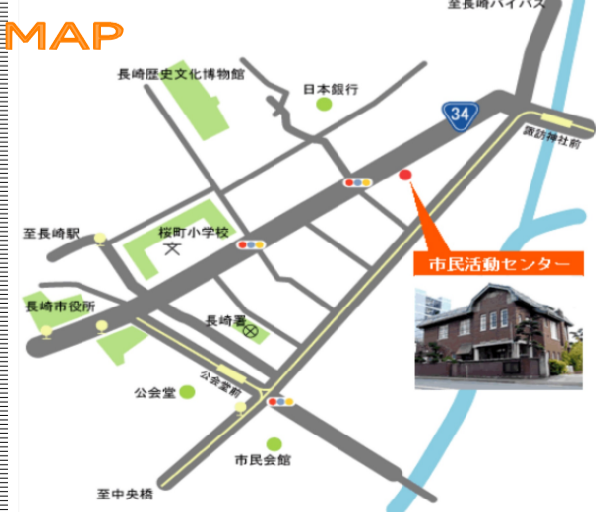 至長崎バイパス
MAP
長崎歴史文化博物館
日本銀行
34
諏訪神社前
至長崎駅
桜町小学校
市民活動センター
長崎市役所
長崎署
公会堂前
公会堂
市民会館
至中央橋